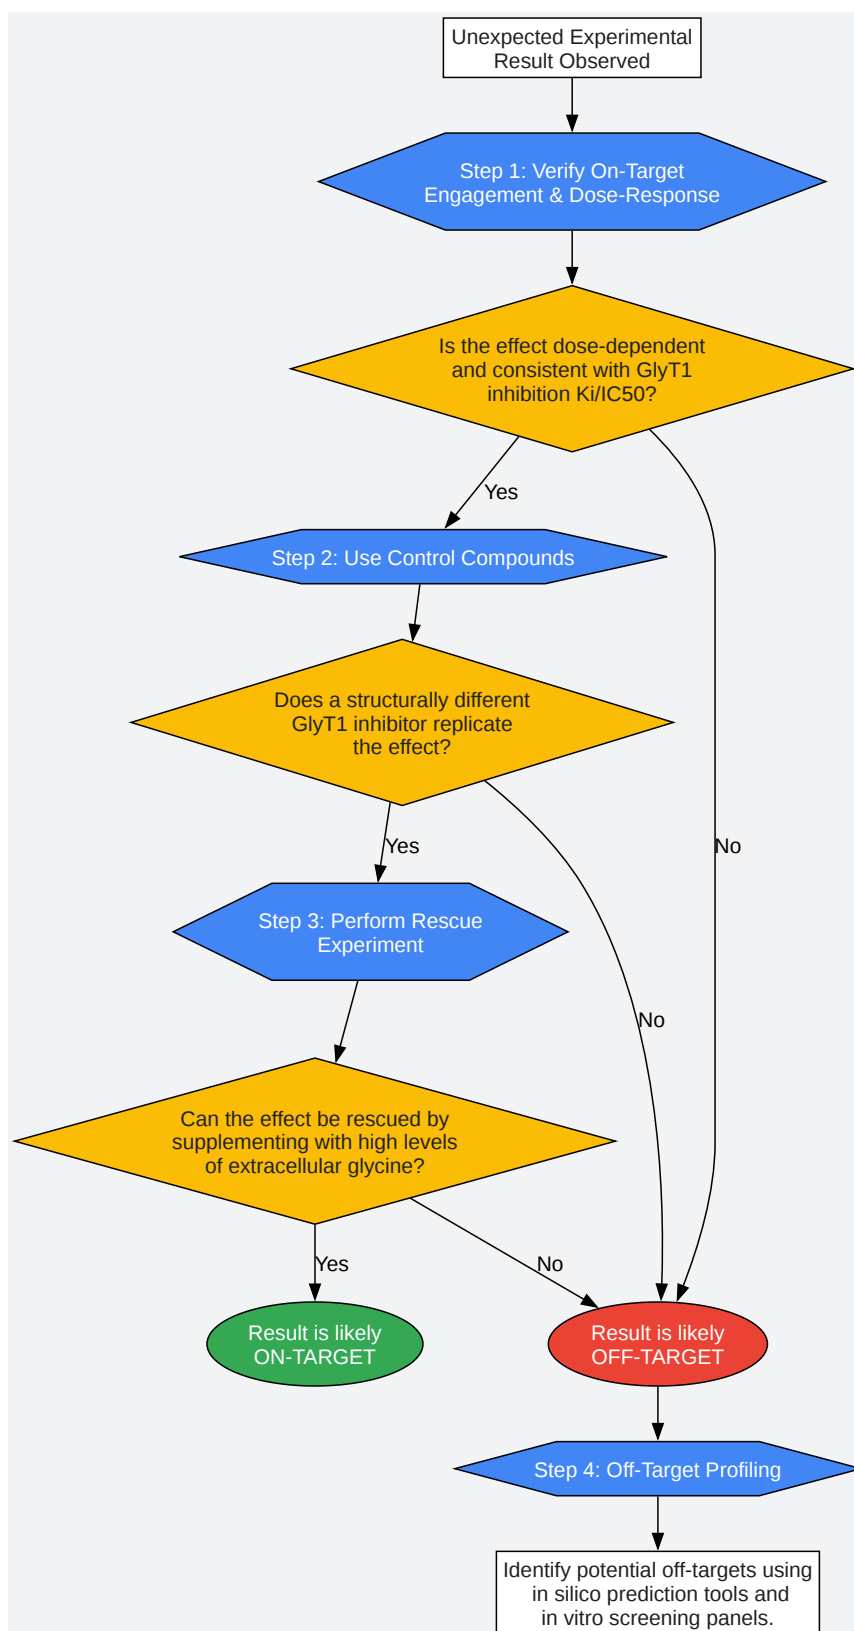 Unexpected Experimental
Result Observed
Step 1: Verify On-Target
Engagement & Dose-Response
Is the effect dose-dependent
and consistent with GlyT1
inhibition Ki/IC50?
Yes
Step 2: Use Control Compounds
Does a structurally different
GlyT1 inhibitor replicate
the effect?
Yes
No
Step 3: Perform Rescue
Experiment
No
Can the effect be rescued by
supplementing with high levels
of extracellular glycine?
Yes
No
Result is likely
ON-TARGET
Result is likely
OFF-TARGET
Step 4: Off-Target Profiling
Identify potential off-targets using
in silico prediction tools and
in vitro screening panels.